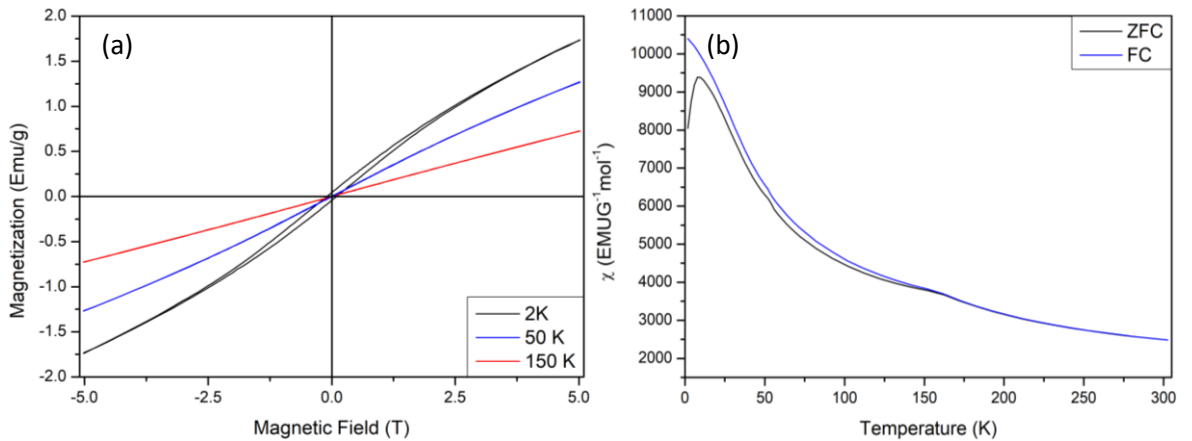 (a)
Magnetization (Emu/g)
2.0
1.5
1.0
0.5
0.0
-0.5
-1.0
-1.5
-2.0
-5.0 -2.5 0.0 2.5 5.0
Magnetic Field (T)
2K
50 K
150 K
(b)
χ (EMUG⁻¹mol⁻¹)
11000
10000
9000
8000
7000
6000
5000
4000
3000
2000
0 50 100 150 200 250 300
Temperature (K)
ZFC
FC